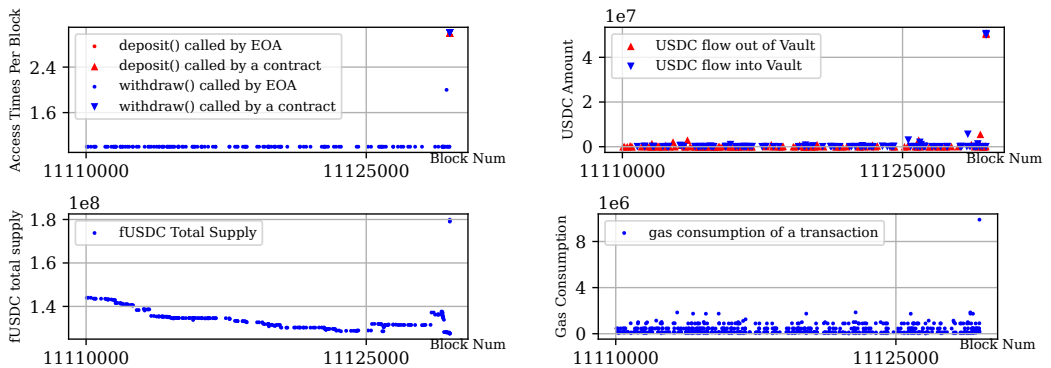 Access Times Per Block
2.4
1.6
deposit() called by EOA
deposit() called by a contract
withdraw() called by EOA
withdraw() called by a contract
11110000
11125000
Block Num
1e7
USDC Amount
4
2
0
USDC flow out of Vault
USDC flow into Vault
11110000
11125000
Block Num
1e8
fUSDC total supply
1.8
1.6
1.4
fUSDC Total Supply
11110000
11125000
Block Num
1e6
Gas Consumption
8
4
0
gas consumption of a transaction
11110000
11125000
Block Num